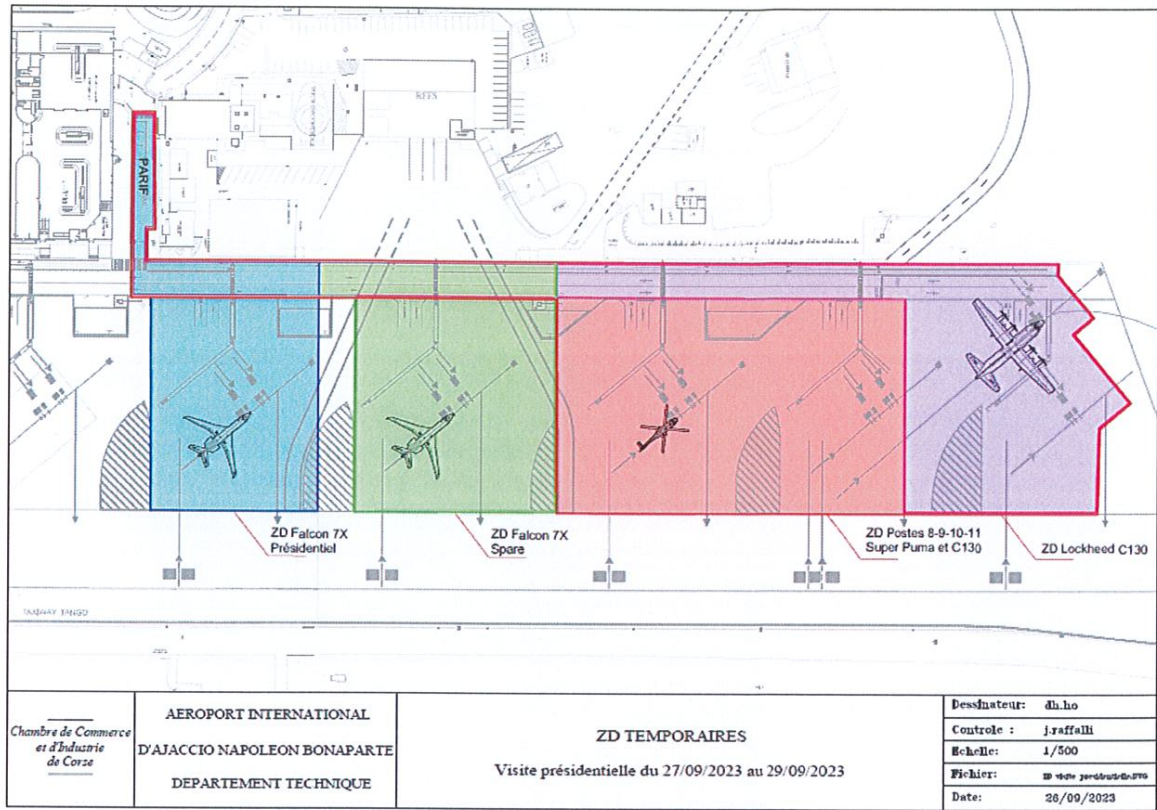 RFFS
PARIF
ZD Falcon 7X
Présidentiel
ZD Falcon 7X
Spare
ZD Postes 8-9-10-11
Super Puma et C130
ZD Lockheed C130
TAXIWAY TANGO
Chambre de Commerce
et d'Industrie
de Corse
AEROPORT INTERNATIONAL
D'AJACCIO NAPOLEON BONAPARTE
DEPARTEMENT TECHNIQUE
ZD TEMPORAIRES
Visite présidentielle du 27/09/2023 au 29/09/2023
Dessinateur: dh.ho
Controle : j.raffalli
Echelle: 1/500
Fichier:
Date: 26/09/2023